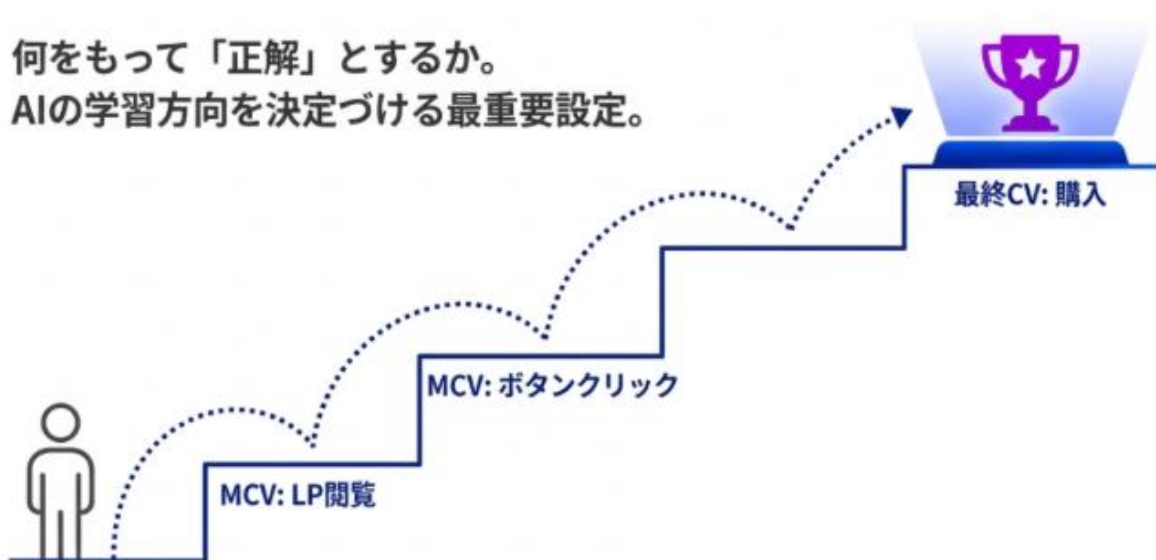 何をもって「正解」とするか。
AIの学習方向を決定づける最重要設定。
最終CV: 購入
MCV: ボタンクリック
MCV: LP閲覧